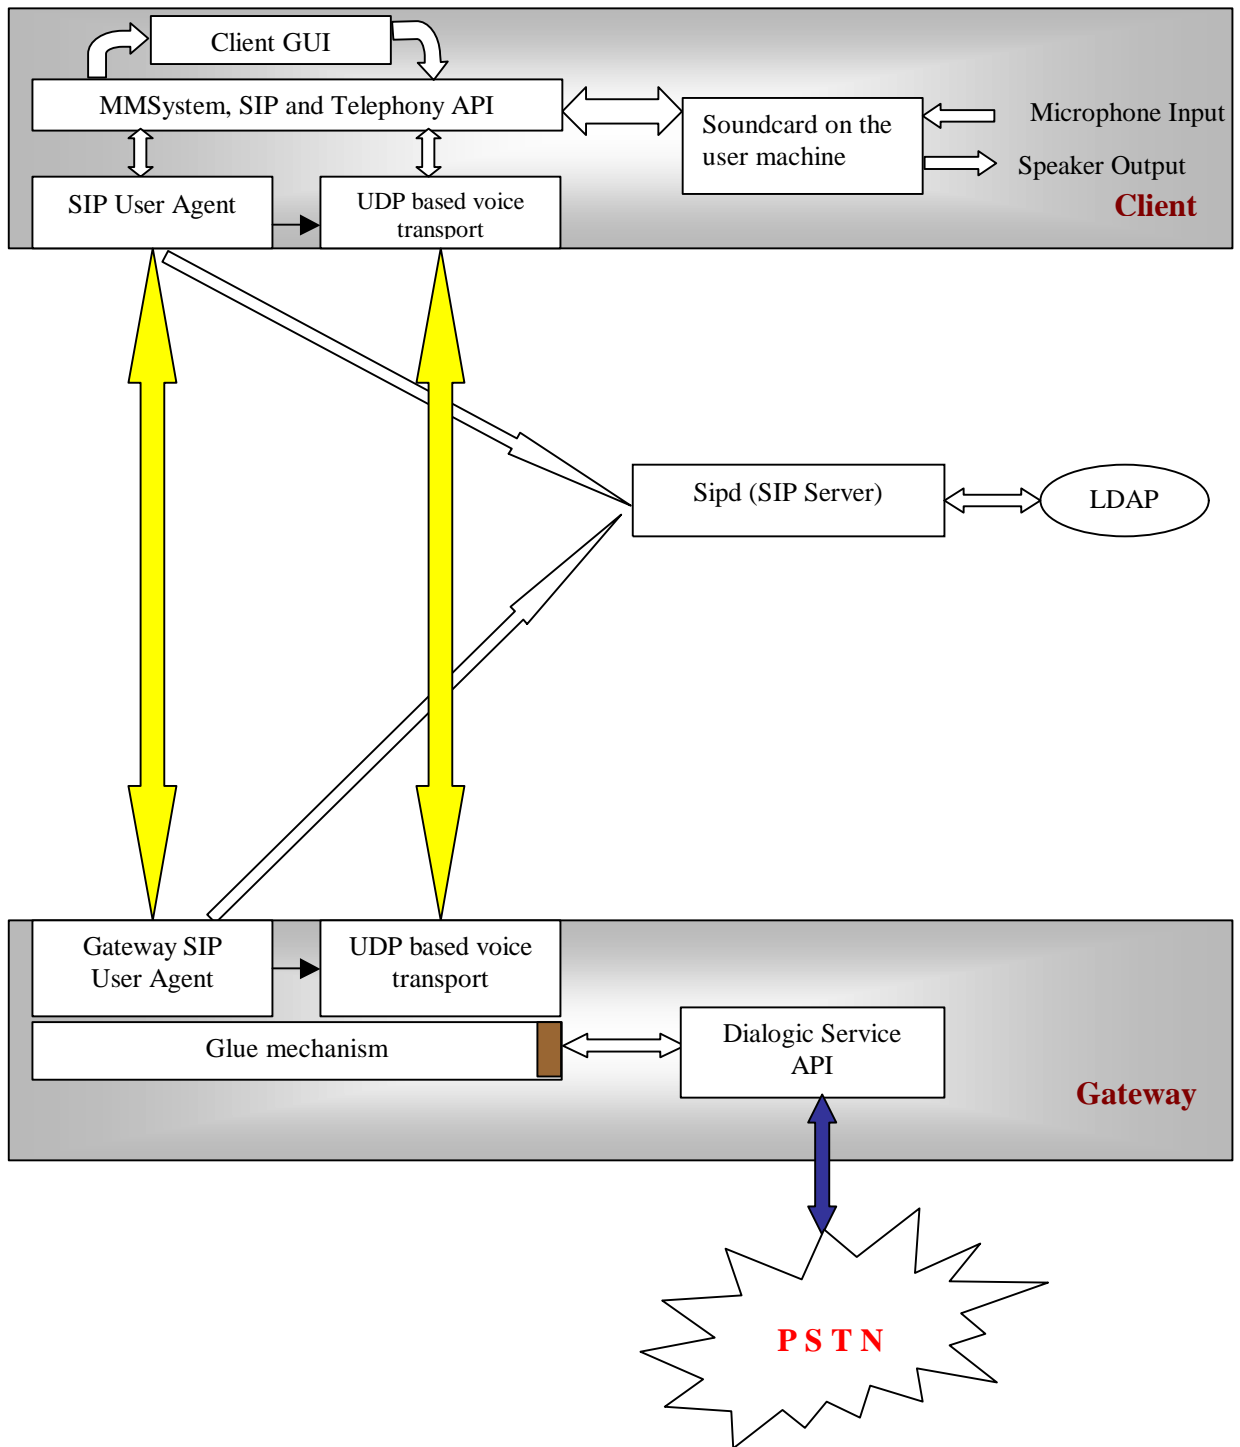 Client GUI
MMSystem, SIP and Telephony API
Soundcard on the
user machine
Microphone Input
Speaker Output
Client
SIP User Agent
UDP based voice
transport
Sipd (SIP Server)
LDAP
Gateway SIP
User Agent
UDP based voice
transport
Glue mechanism
Dialogic Service
API
Gateway
P S T N